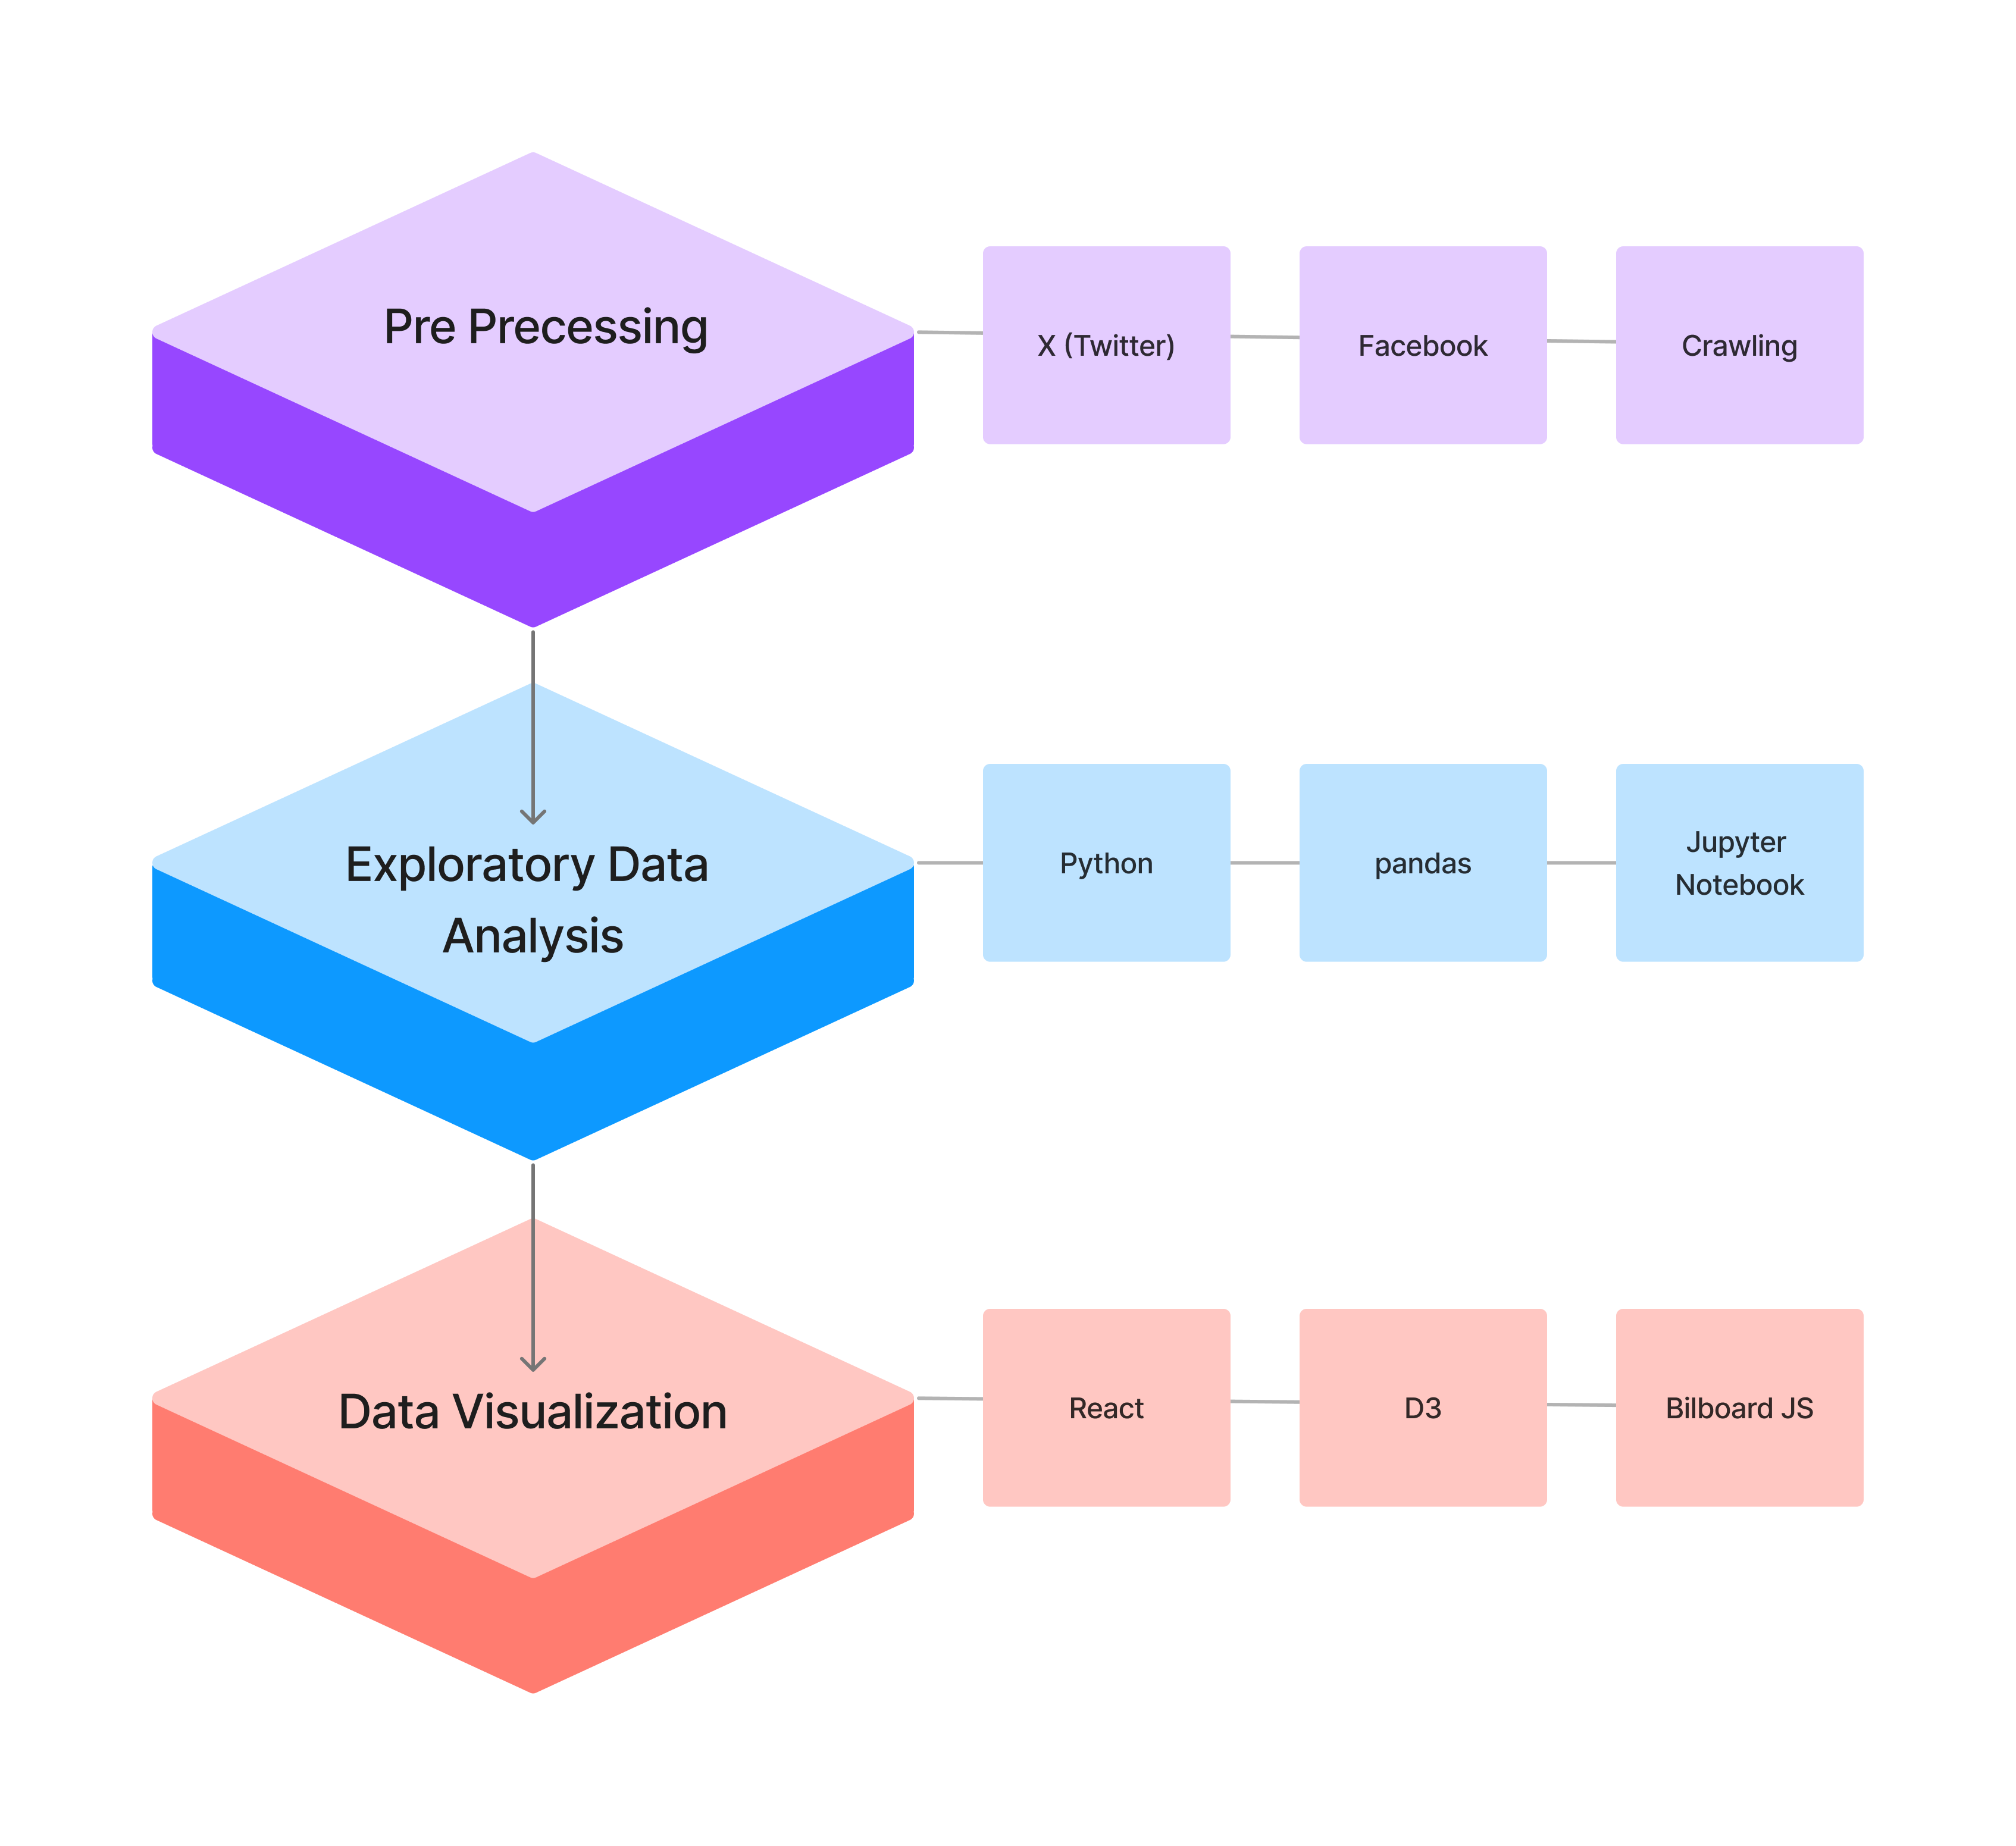 Pre Precessing
X (Twitter)
Facebook
Crawling
Exploratory Data
Analysis
Python
pandas
Jupyter
Notebook
Data Visualization
React
D3
Bilboard JS